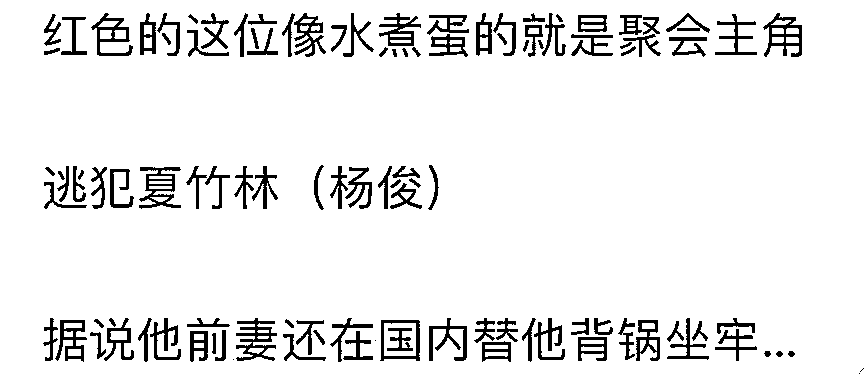 红色的这位像水煮蛋的就是聚会主角
逃犯夏竹林（杨俊）
据说他前妻还在国内替他背锅坐牢...